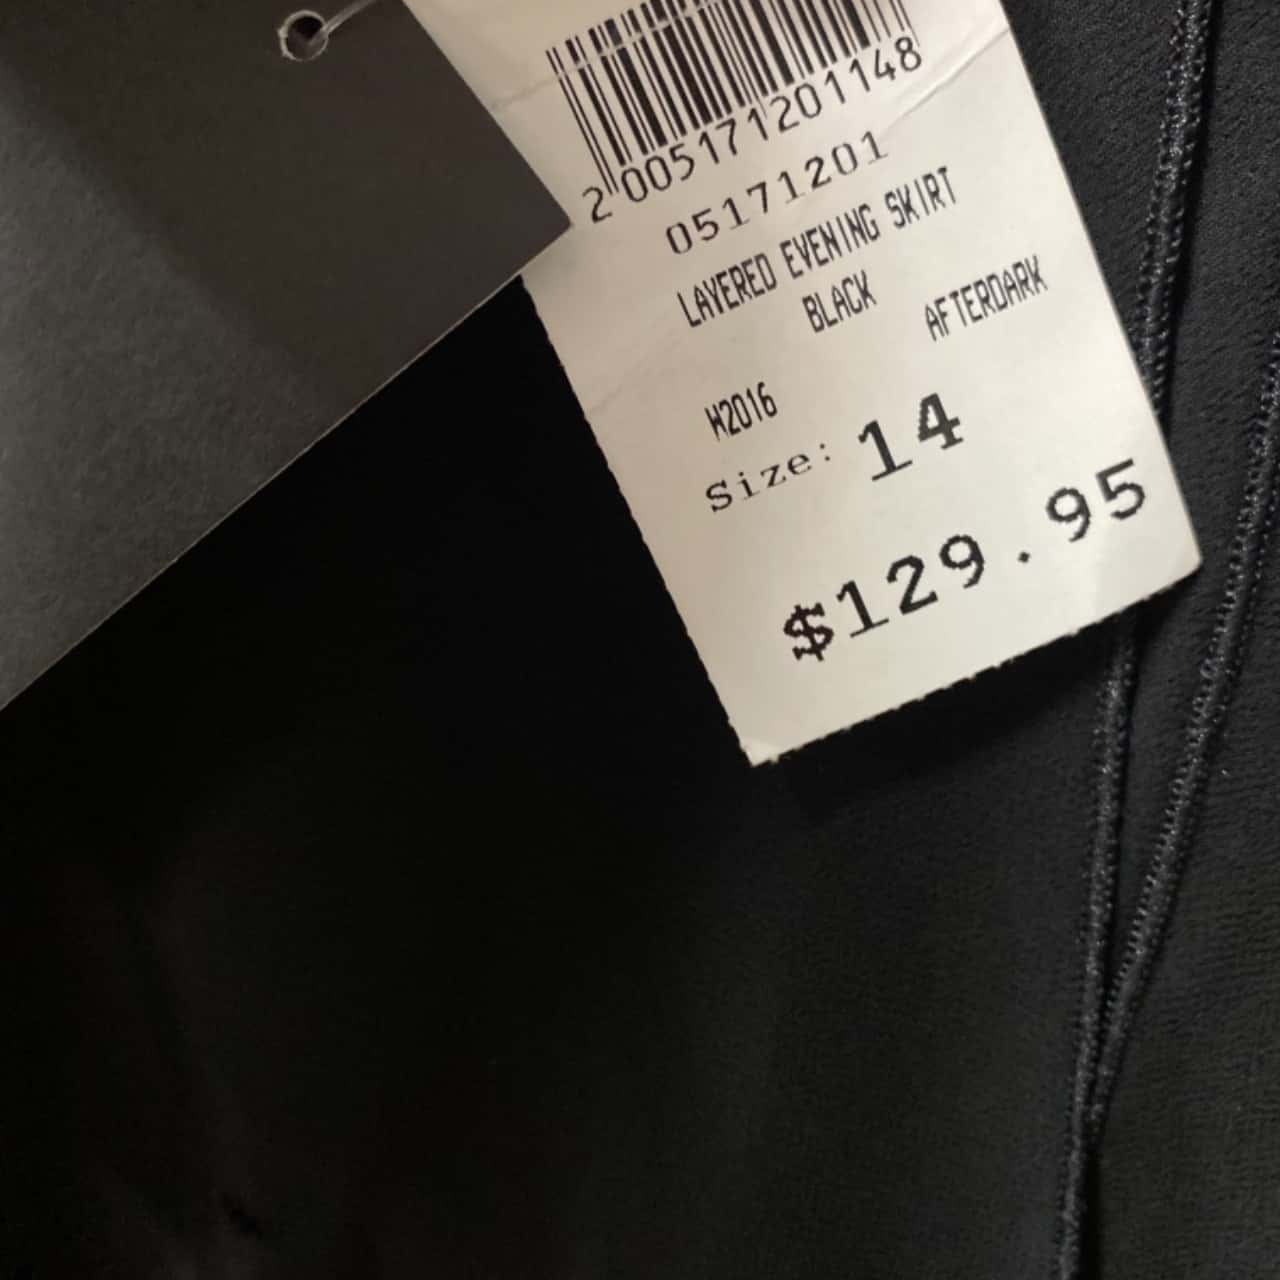 2005171201148
05171201
LAYERED EVENING SKIRT
BLACK AFTERDARK
W2016
Size: 14
$129.95